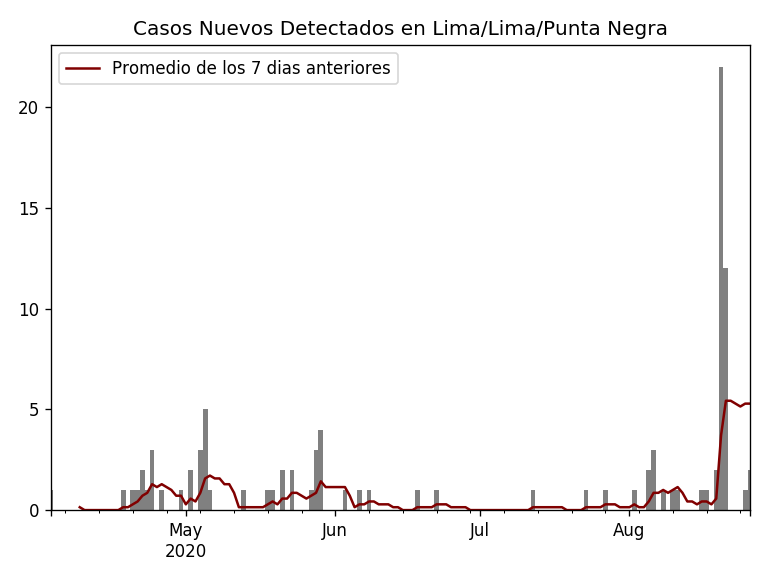 Casos Nuevos Detectados en Lima/Lima/Punta Negra
Promedio de los 7 dias anteriores
20
15
10
5
0
May Jun Jul Aug
2020